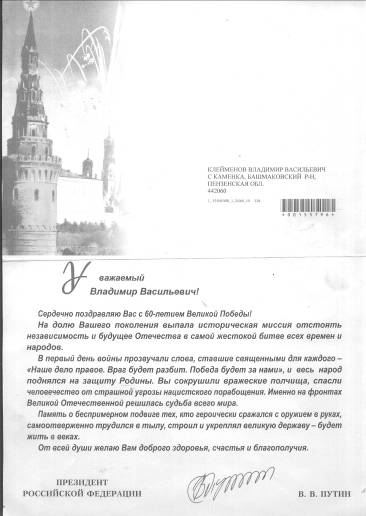 КЛЕЙМЕНОВ ВЛАДИМИР ВАСИЛЬЕВИЧ
С КАМЕНКА, БАШМАКОВСКИЙ Р-Н,
ПЕНЗЕНСКАЯ ОБЛ.
442060
Уважаемый
Владимир Васильевич!
Сердечно поздравляю Вас с 60-летием Великой Победы!
На долю Вашего поколения выпала историческая миссия отстоять
независимость и будущее Отечества в самой жестокой битве всех времен и
народов.
В первый день войны прозвучали слова, ставшие священными для каждого –
«Наше дело правое. Враг будет разбит. Победа будет за нами», и весь народ
поднялся на защиту Родины. Вы сокрушили вражеские полчища, спасли
человечество от страшной угрозы нацистского порабощения. Именно на фронтах
Великой Отечественной решилась судьба всего мира.
Память о беспримерном подвиге тех, кто героически сражался с оружием в руках,
самоотверженно трудился в тылу, строил и укреплял великую державу – будет
жить в веках.
От всей души желаю Вам доброго здоровья, счастья и благополучия.
ПРЕЗИДЕНТ
РОССИЙСКОЙ ФЕДЕРАЦИИ
В. В. ПУТИН